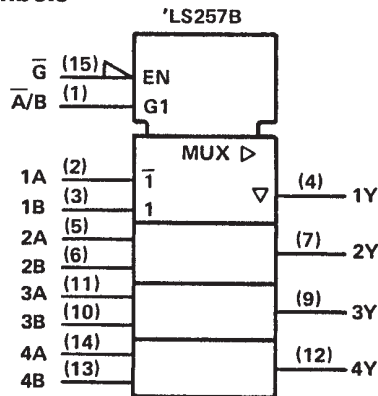 'LS257B
G̅ (15) EN
A̅/B (1) G1
MUX ▷
1A (2) 1̅
1B (3) 1 ▽ (4) 1Y
2A (5)
2B (6) (7) 2Y
3A (11)
3B (10) (9) 3Y
4A (14)
4B (13) (12) 4Y